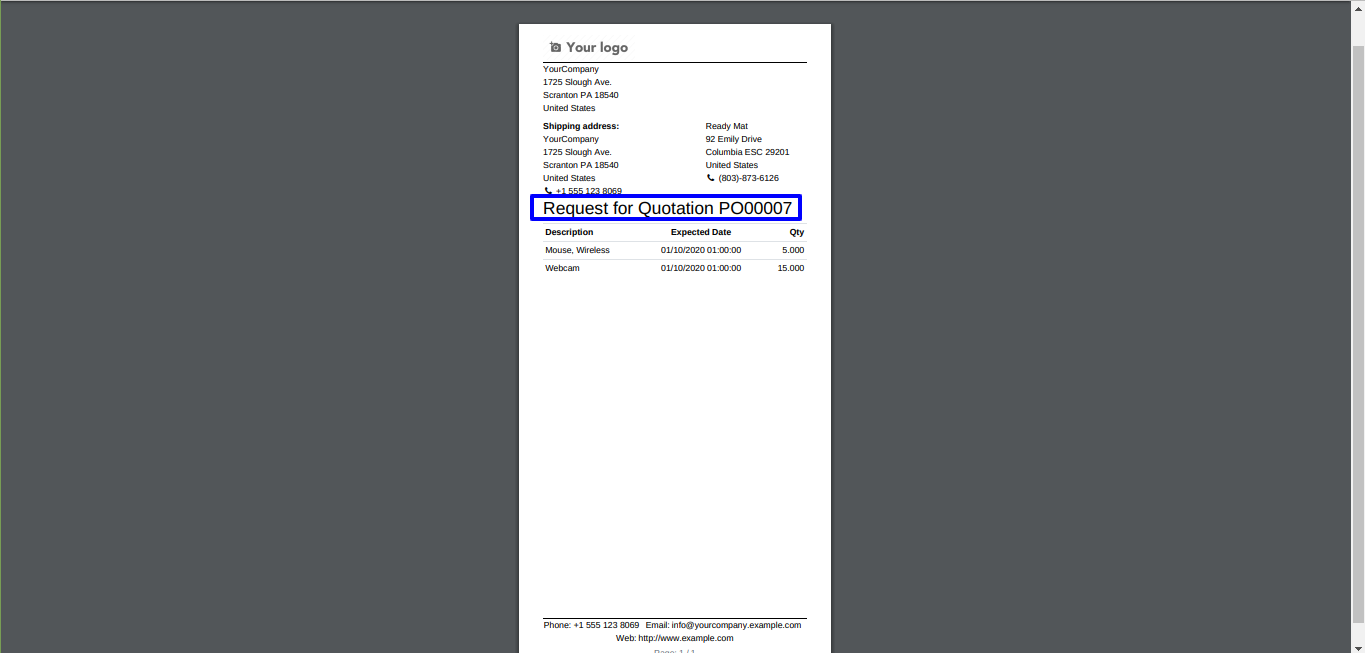 Your logo
YourCompany
1725 Slough Ave.
Scranton PA 18540
United States
Shipping address:
YourCompany
1725 Slough Ave.
Scranton PA 18540
United States
+1 555 123 8069
Ready Mat
92 Emily Drive
Columbia ESC 29201
United States
(803)-873-6126
Request for Quotation PO00007
Description Expected Date Qty
Mouse, Wireless 01/10/2020 01:00:00 5.000
Webcam 01/10/2020 01:00:00 15.000
Phone: +1 555 123 8069 Email: info@yourcompany.example.com
Web: http://www.example.com
Page: 1 / 1